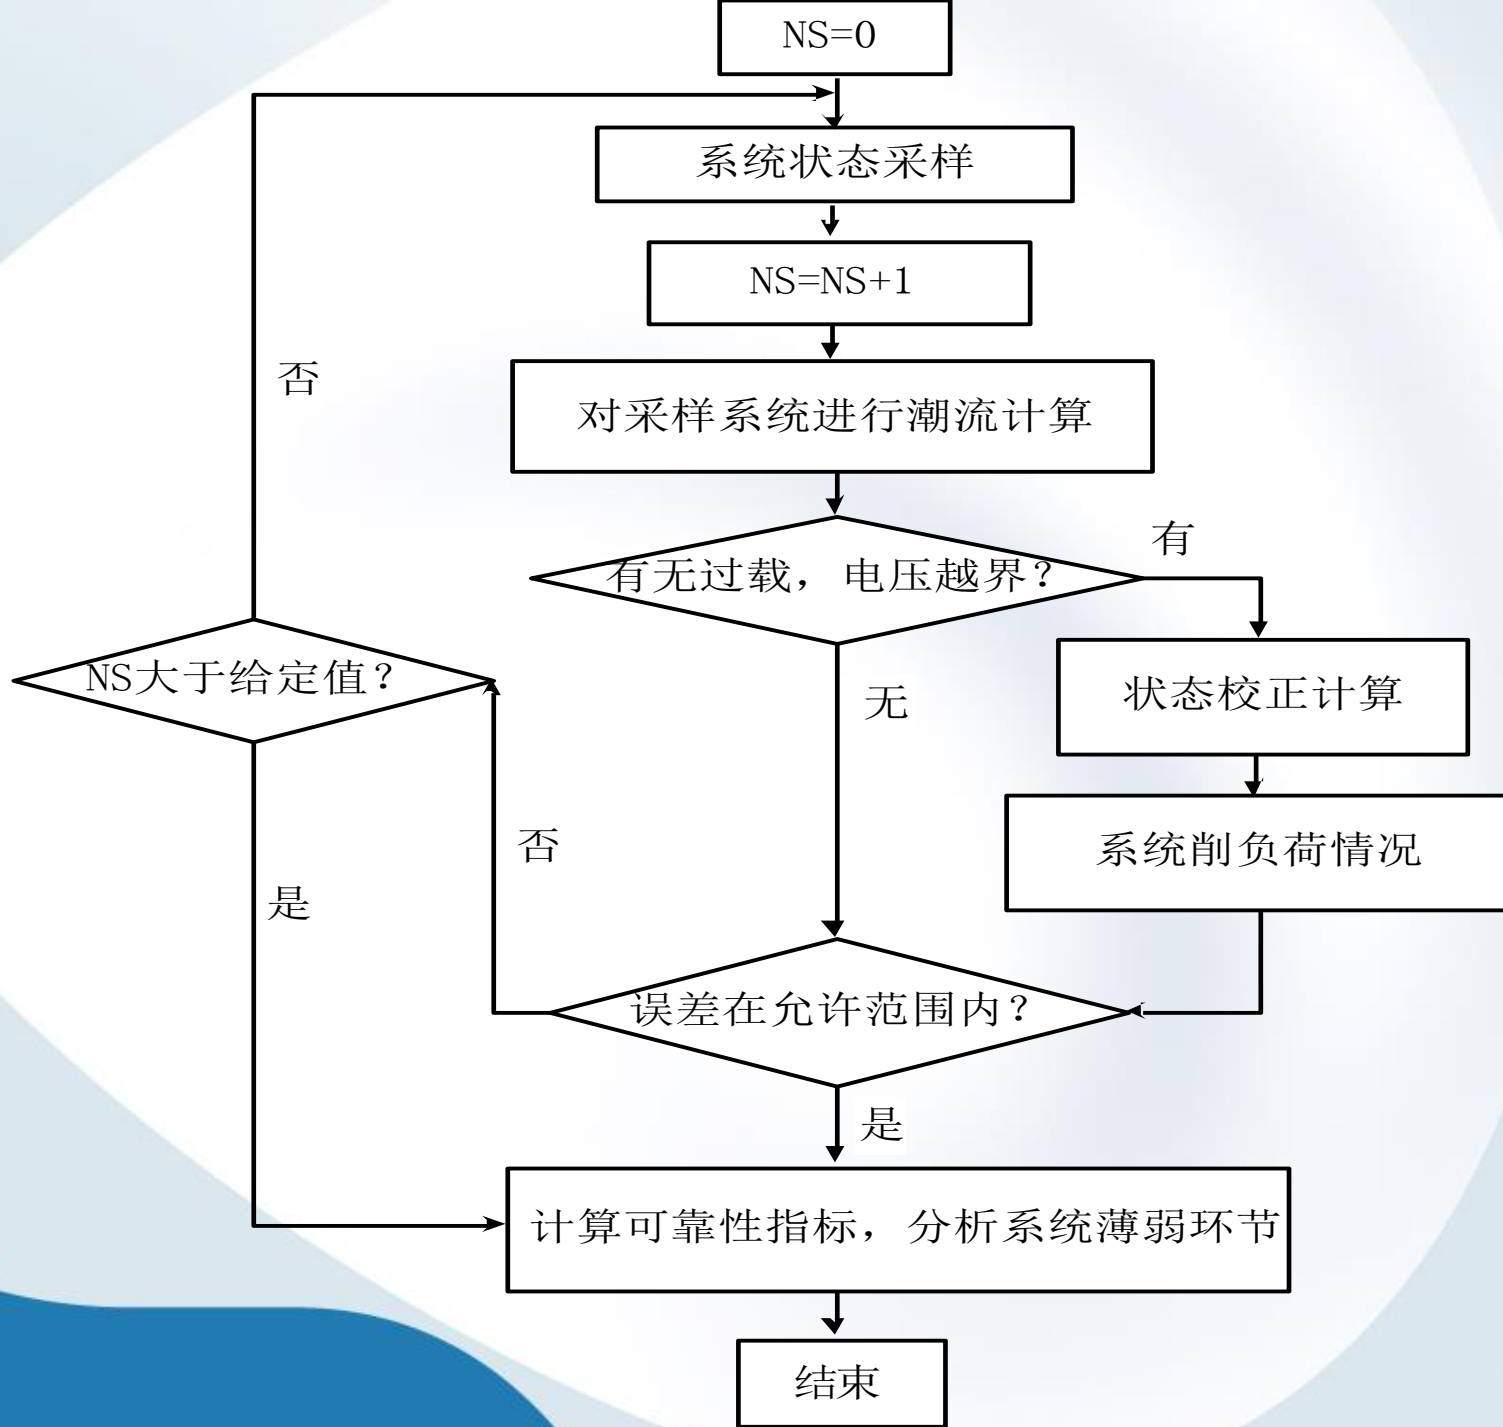 NS=0
系统状态采样
NS=NS+1
否
对采样系统进行潮流计算
有
有无过载，电压越界？
NS大于给定值？
无
状态校正计算
否
系统削负荷情况
是
误差在允许范围内？
是
计算可靠性指标，分析系统薄弱环节
结束